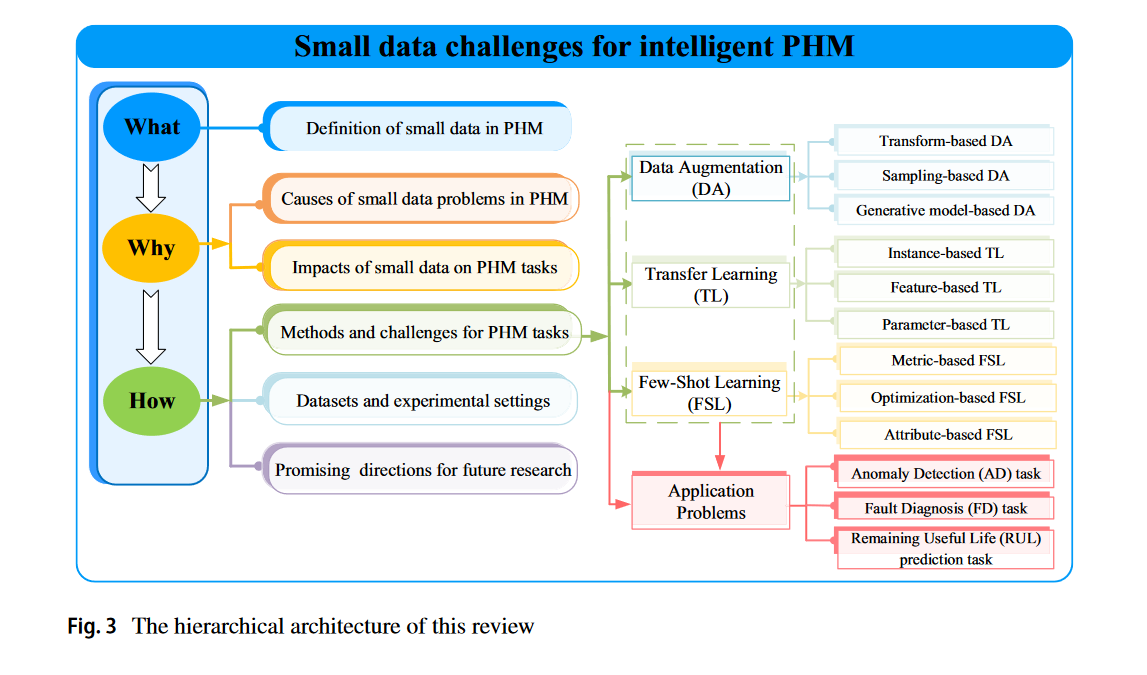 Small data challenges for intelligent PHM
What
Definition of small data in PHM
Why
Causes of small data problems in PHM
Impacts of small data on PHM tasks
How
Methods and challenges for PHM tasks
Datasets and experimental settings
Promising directions for future research
Data Augmentation
(DA)
Transform-based DA
Sampling-based DA
Generative model-based DA
Transfer Learning
(TL)
Instance-based TL
Feature-based TL
Parameter-based TL
Few-Shot Learning
(FSL)
Metric-based FSL
Optimization-based FSL
Attribute-based FSL
Application
Problems
Anomaly Detection (AD) task
Fault Diagnosis (FD) task
Remaining Useful Life (RUL)
prediction task
Fig. 3 The hierarchical architecture of this review